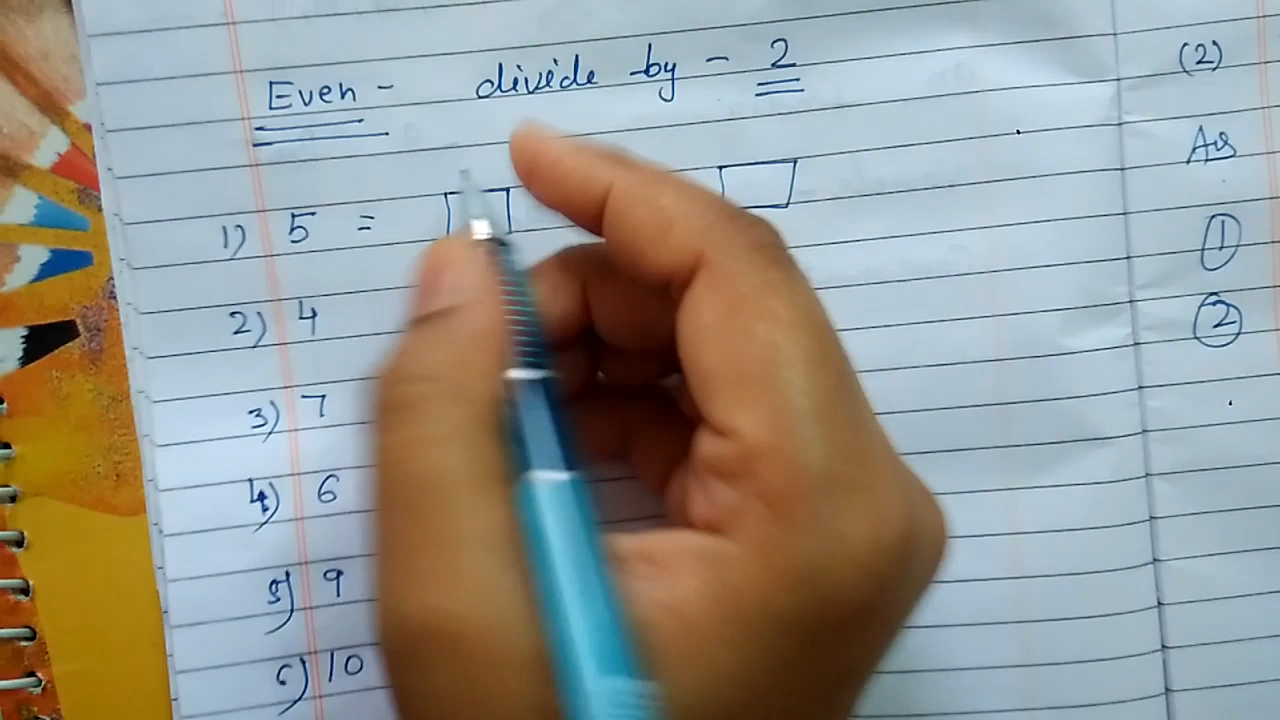 Even - divide by - 2
1) 5 =
2) 4
3) 7
4) 6
5) 9
6) 10
(2)
As
1
2